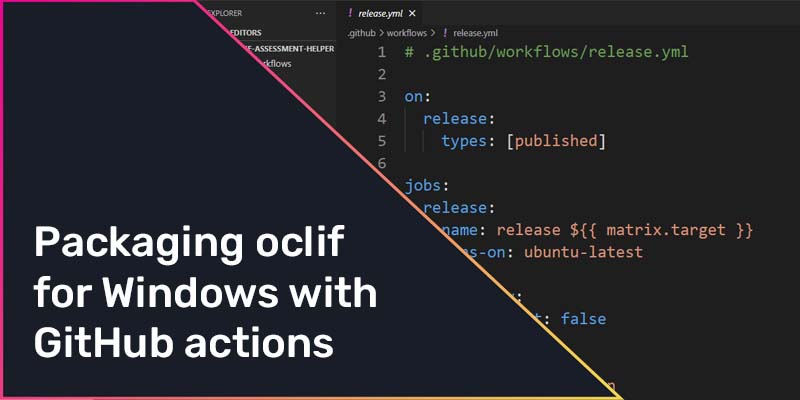 EXPLORER ...
EDITORS
E-ASSESSMENT-HELPER
rkflows
! release.yml ×
.github > workflows > ! release.yml
1 # .github/workflows/release.yml
2
3 on:
4 release:
5 types: [published]
6
jobs:
release:
name: release ${{ matrix.target }}
ns-on: ubuntu-latest
y:
t: false
n
Packaging oclif
for Windows with
GitHub actions